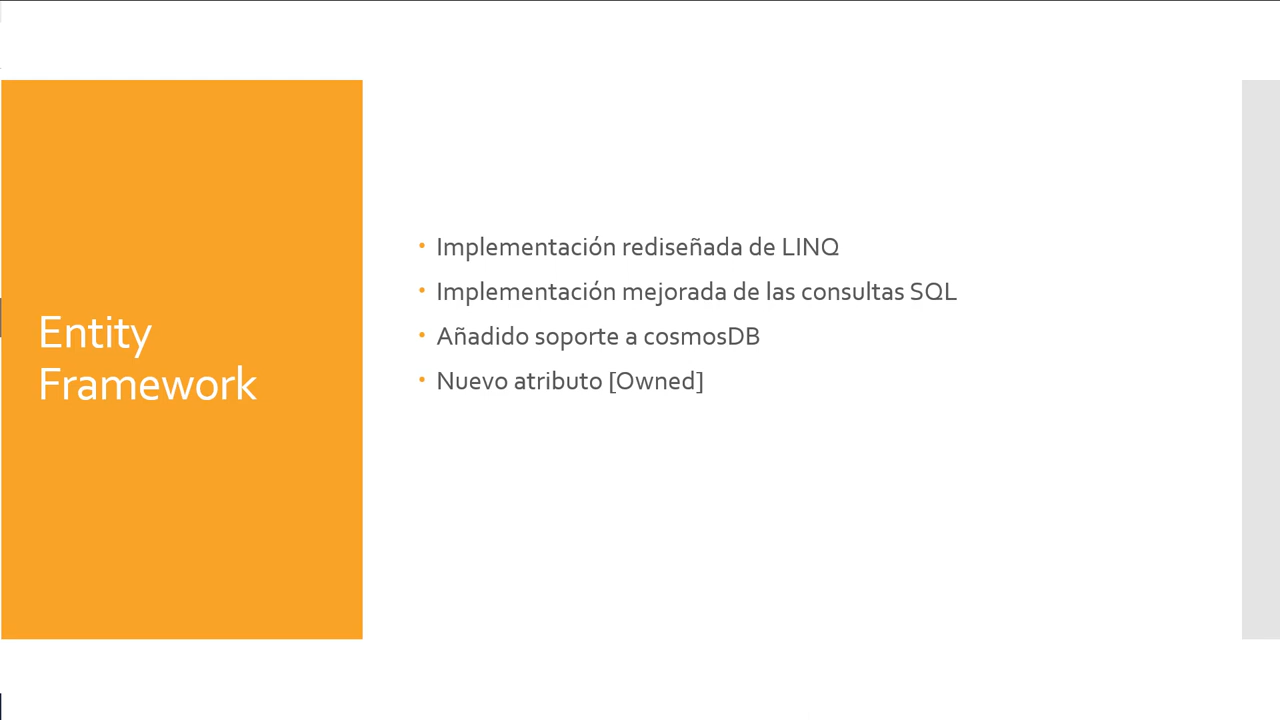 Entity
Framework
• Implementación rediseñada de LINQ
• Implementación mejorada de las consultas SQL
• Añadido soporte a cosmosDB
• Nuevo atributo [Owned]